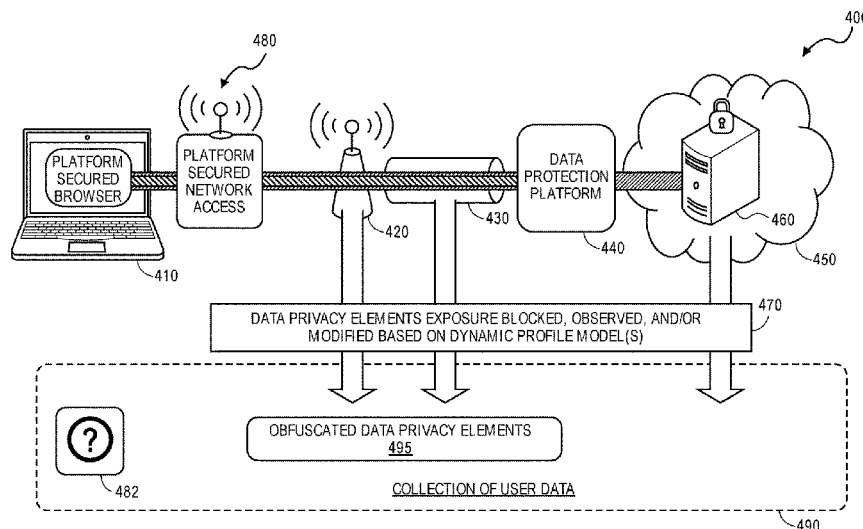 400
480
PLATFORM
SECURED
BROWSER
PLATFORM
SECURED
NETWORK
ACCESS
DATA
PROTECTION
PLATFORM
410
420
430
440
460
450
DATA PRIVACY ELEMENTS EXPOSURE BLOCKED, OBSERVED, AND/OR
MODIFIED BASED ON DYNAMIC PROFILE MODEL(S)
470
?
482
OBFUSCATED DATA PRIVACY ELEMENTS
495
COLLECTION OF USER DATA
490